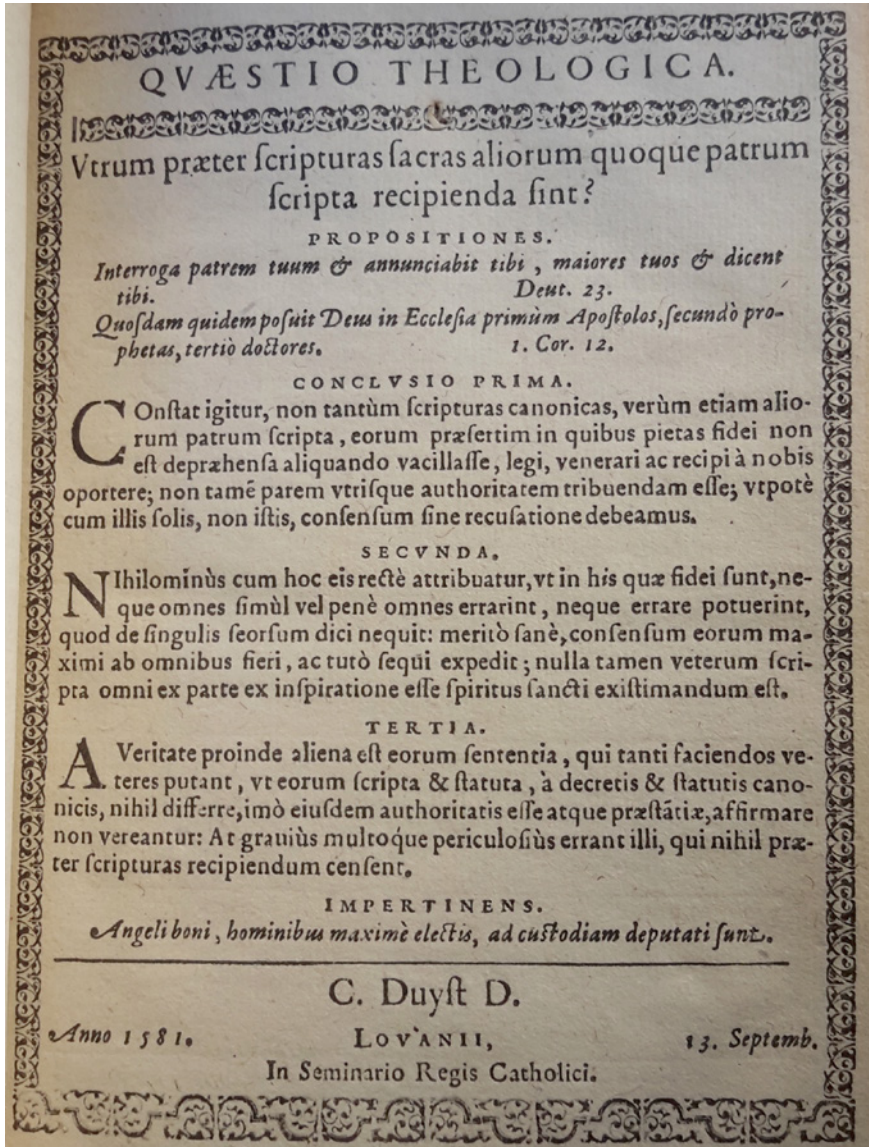 QVÆSTIO THEOLOGICA.
Vtrum præter ſcripturas ſacras aliorum quoque patrum
ſcripta recipienda ſint?
PROPOSITIONES.
Interroga patrem tuum & annunciabit tibi , maiores tuos & dicent
tibi. Deut. 23.
Quoſdam quidem poſuit Deus in Eccleſia primùm Apoſtolos, ſecundò pro-
phetas, tertiò doctores. 1. Cor. 12.
CONCLVSIO PRIMA.
COnſtat igitur, non tantùm ſcripturas canonicas, verùm etiam alio-
rum patrum ſcripta , eorum præſertim in quibus pietas fidei non
eſt depræhenſa aliquando vacillaſſe, legi, venerari ac recipi à nobis
oportere; non tamē parem vtriſque authoritatem tribuendam eſſe; vtpotè
cum illis ſolis, non iſtis, conſenſum ſine recuſatione debeamus.
SECVNDA.
NIhilominùs cum hoc eis rectè attribuatur, vt in his quæ fidei ſunt, ne-
que omnes ſimùl vel penè omnes errarint , neque errare potuerint,
quod de ſingulis ſeorſum dici nequit: meritò ſanè, conſenſum eorum ma-
ximi ab omnibus fieri , ac tutò ſequi expedit ; nulla tamen veterum ſcri-
pta omni ex parte ex inſpiratione eſſe ſpiritus ſancti exiſtimandum eſt.
TERTIA.
A Veritate proinde aliena eſt eorum ſententia , qui tanti faciendos ve-
teres putant , vt eorum ſcripta & ſtatuta , à decretis & ſtatutis cano-
nicis, nihil differre, imò eiuſdem authoritatis eſſe atque præſtātiæ, affirmare
non vereantur: At grauiùs multoque periculoſiùs errant illi, qui nihil præ-
ter ſcripturas recipiendum cenſent.
IMPERTINENS.
Angeli boni , hominibus maximè electis, ad cuſtodiam deputati ſunt.
C. Duyſt D.
Anno 1581. LOVANII, 13. Septemb.
In Seminario Regis Catholici.